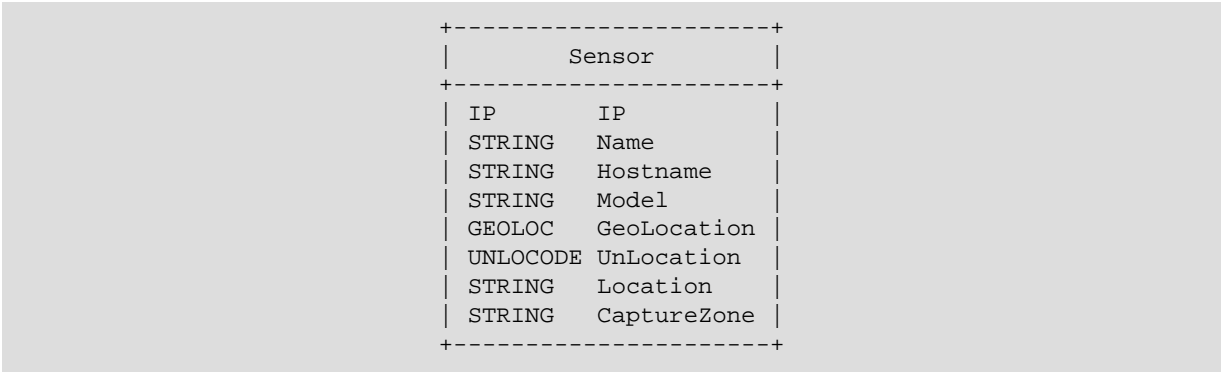 +----------------------+
|        Sensor        |
+----------------------+
| IP       IP          |
| STRING   Name        |
| STRING   Hostname    |
| STRING   Model       |
| GEOLOC   GeoLocation |
| UNLOCODE UnLocation  |
| STRING   Location    |
| STRING   CaptureZone |
+----------------------+